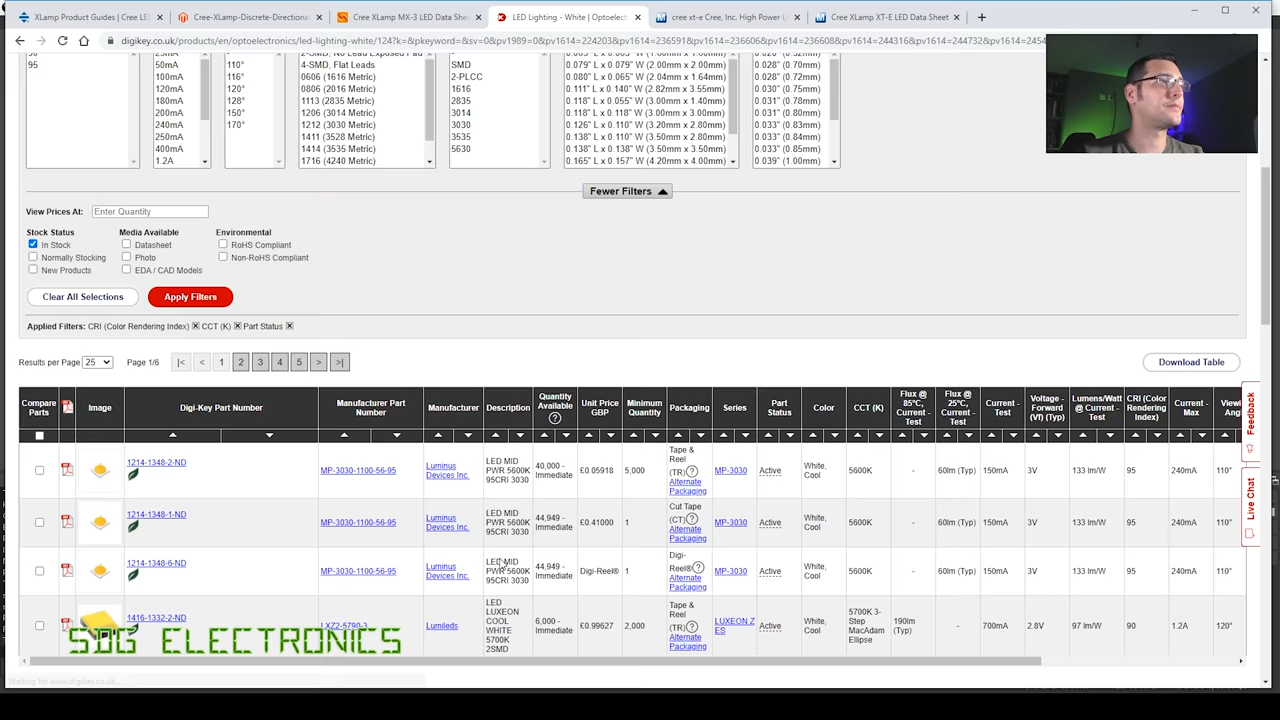 XLamp Product Guides | Cree LE
Cree-XLamp-Discrete-Directional
Cree XLamp MX-3 LED Data Shee
LED Lighting - White | Optoelect
cree xt-e Cree, Inc. High Power L
Cree XLamp XT-E LED Data Sheet
digikey.co.uk/products/en/optoelectronics/led-lighting-white/124?k=&pkeyword=&sv=0&pv1989=0&pv1614=224203&pv1614=236591&pv1614=236606&pv1614=236608&pv1614=244316&pv1614=244732&pv1614=2454
95
50mA
100mA
120mA
180mA
200mA
240mA
250mA
400mA
1.2A
110°
116°
120°
128°
150°
170°
4-SMD, Flat Leads
0606 (1616 Metric)
0806 (2016 Metric)
1113 (2835 Metric)
1206 (3014 Metric)
1212 (3030 Metric)
1411 (3528 Metric)
1414 (3535 Metric)
1716 (4240 Metric)
SMD
2-PLCC
1616
2835
3014
3030
3535
5630
0.063" L x 0.063" W (1.60mm x 1.60mm)
0.079" L x 0.079" W (2.00mm x 2.00mm)
0.080" L x 0.065" W (2.04mm x 1.64mm)
0.111" L x 0.140" W (2.82mm x 3.55mm)
0.118" L x 0.055" W (3.00mm x 1.40mm)
0.118" L x 0.118" W (3.00mm x 3.00mm)
0.126" L x 0.110" W (3.20mm x 2.80mm)
0.138" L x 0.110" W (3.50mm x 2.80mm)
0.138" L x 0.138" W (3.50mm x 3.50mm)
0.165" L x 0.157" W (4.20mm x 4.00mm)
0.028" (0.70mm)
0.028" (0.72mm)
0.030" (0.75mm)
0.031" (0.78mm)
0.031" (0.80mm)
0.033" (0.83mm)
0.033" (0.84mm)
0.033" (0.85mm)
0.039" (1.00mm)
Fewer Filters
View Prices At: Enter Quantity
Stock Status Media Available Environmental
In Stock Datasheet RoHS Compliant
Normally Stocking Photo Non-RoHS Compliant
New Products EDA / CAD Models
Clear All Selections Apply Filters
Applied Filters: CRI (Color Rendering Index) CCT (K) Part Status
Results per Page 25 Page 1/6 |< < 1 2 3 4 5 > >| Download Table
Compare Parts Image Digi-Key Part Number Manufacturer Part Number Manufacturer Description Quantity Available Unit Price GBP Minimum Quantity Packaging Series Part Status Color CCT (K) Flux @ 85°C, Current - Test Flux @ 25°C, Current - Test Current - Test Voltage - Forward (Vf) (Typ) Lumens/Watt @ Current - Test CRI (Color Rendering Index) Current - Max Viewi Angl
1214-1348-2-ND MP-3030-1100-56-95 Luminus Devices Inc. LED MID PWR 5600K 95CRI 3030 40,000 - Immediate £0.05918 5,000 Tape & Reel (TR) Alternate Packaging MP-3030 Active White, Cool 5600K - 60lm (Typ) 150mA 3V 133 lm/W 95 240mA 110°
1214-1348-1-ND MP-3030-1100-56-95 Luminus Devices Inc. LED MID PWR 5600K 95CRI 3030 44,949 - Immediate £0.41000 1 Cut Tape (CT) Alternate Packaging MP-3030 Active White, Cool 5600K - 60lm (Typ) 150mA 3V 133 lm/W 95 240mA 110°
1214-1348-6-ND MP-3030-1100-56-95 Luminus Devices Inc. LED MID PWR 5600K 95CRI 3030 44,949 - Immediate Digi-Reel® 1 Digi-Reel® Alternate Packaging MP-3030 Active White, Cool 5600K - 60lm (Typ) 150mA 3V 133 lm/W 95 240mA 110°
1416-1332-2-ND LXZ2-5790-3 Lumileds LED LUXEON COOL WHITE 5700K 2SMD 6,000 - Immediate £0.99627 2,000 Tape & Reel (TR) Alternate Packaging LUXEON Z ES Active White, Cool 5700K 3-Step MacAdam Ellipse 190lm (Typ) - 700mA 2.8V 97 lm/W 90 1.2A 120°
Feedback
Live Chat
SDG ELECTRONICS
Waiting for www.digikey.co.uk...